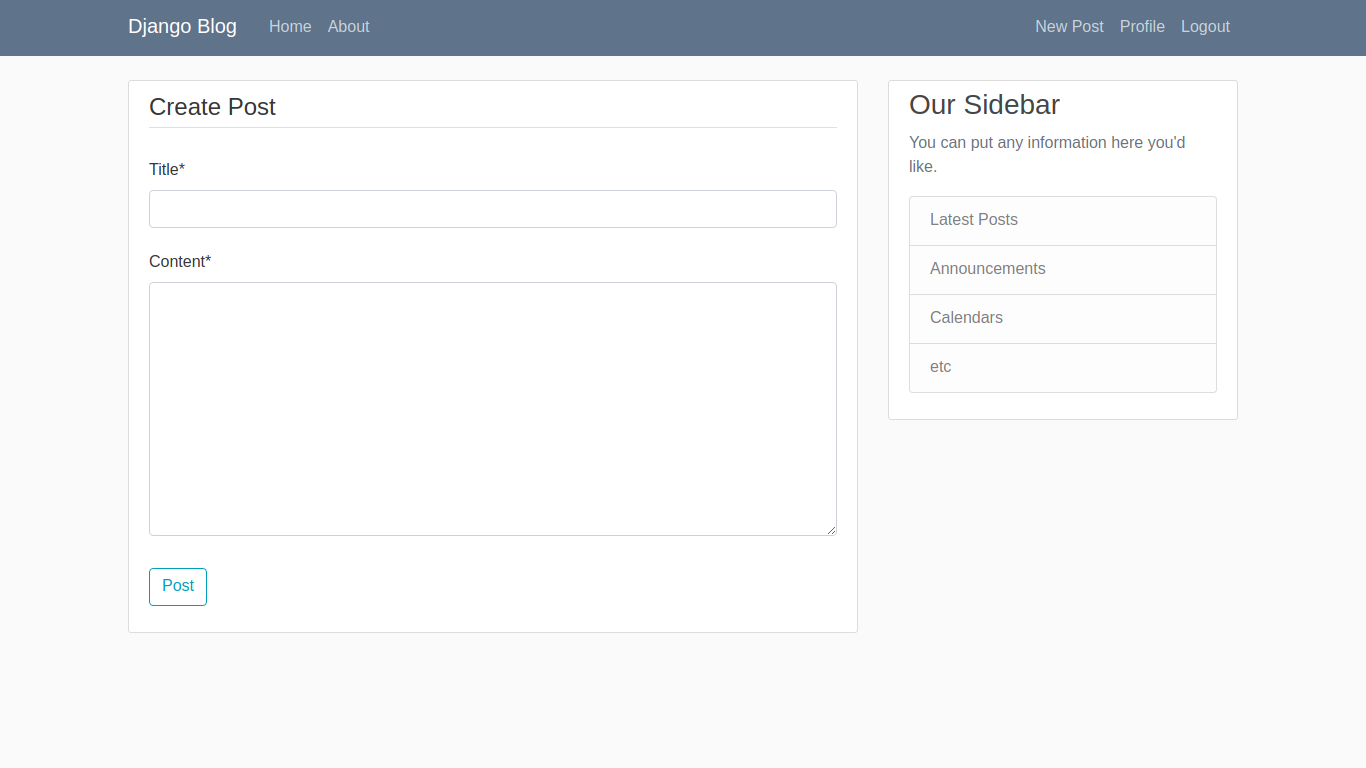 Django Blog Home About New Post Profile Logout
Create Post
Title*
Content*
Post
Our Sidebar
You can put any information here you'd
like.
Latest Posts
Announcements
Calendars
etc